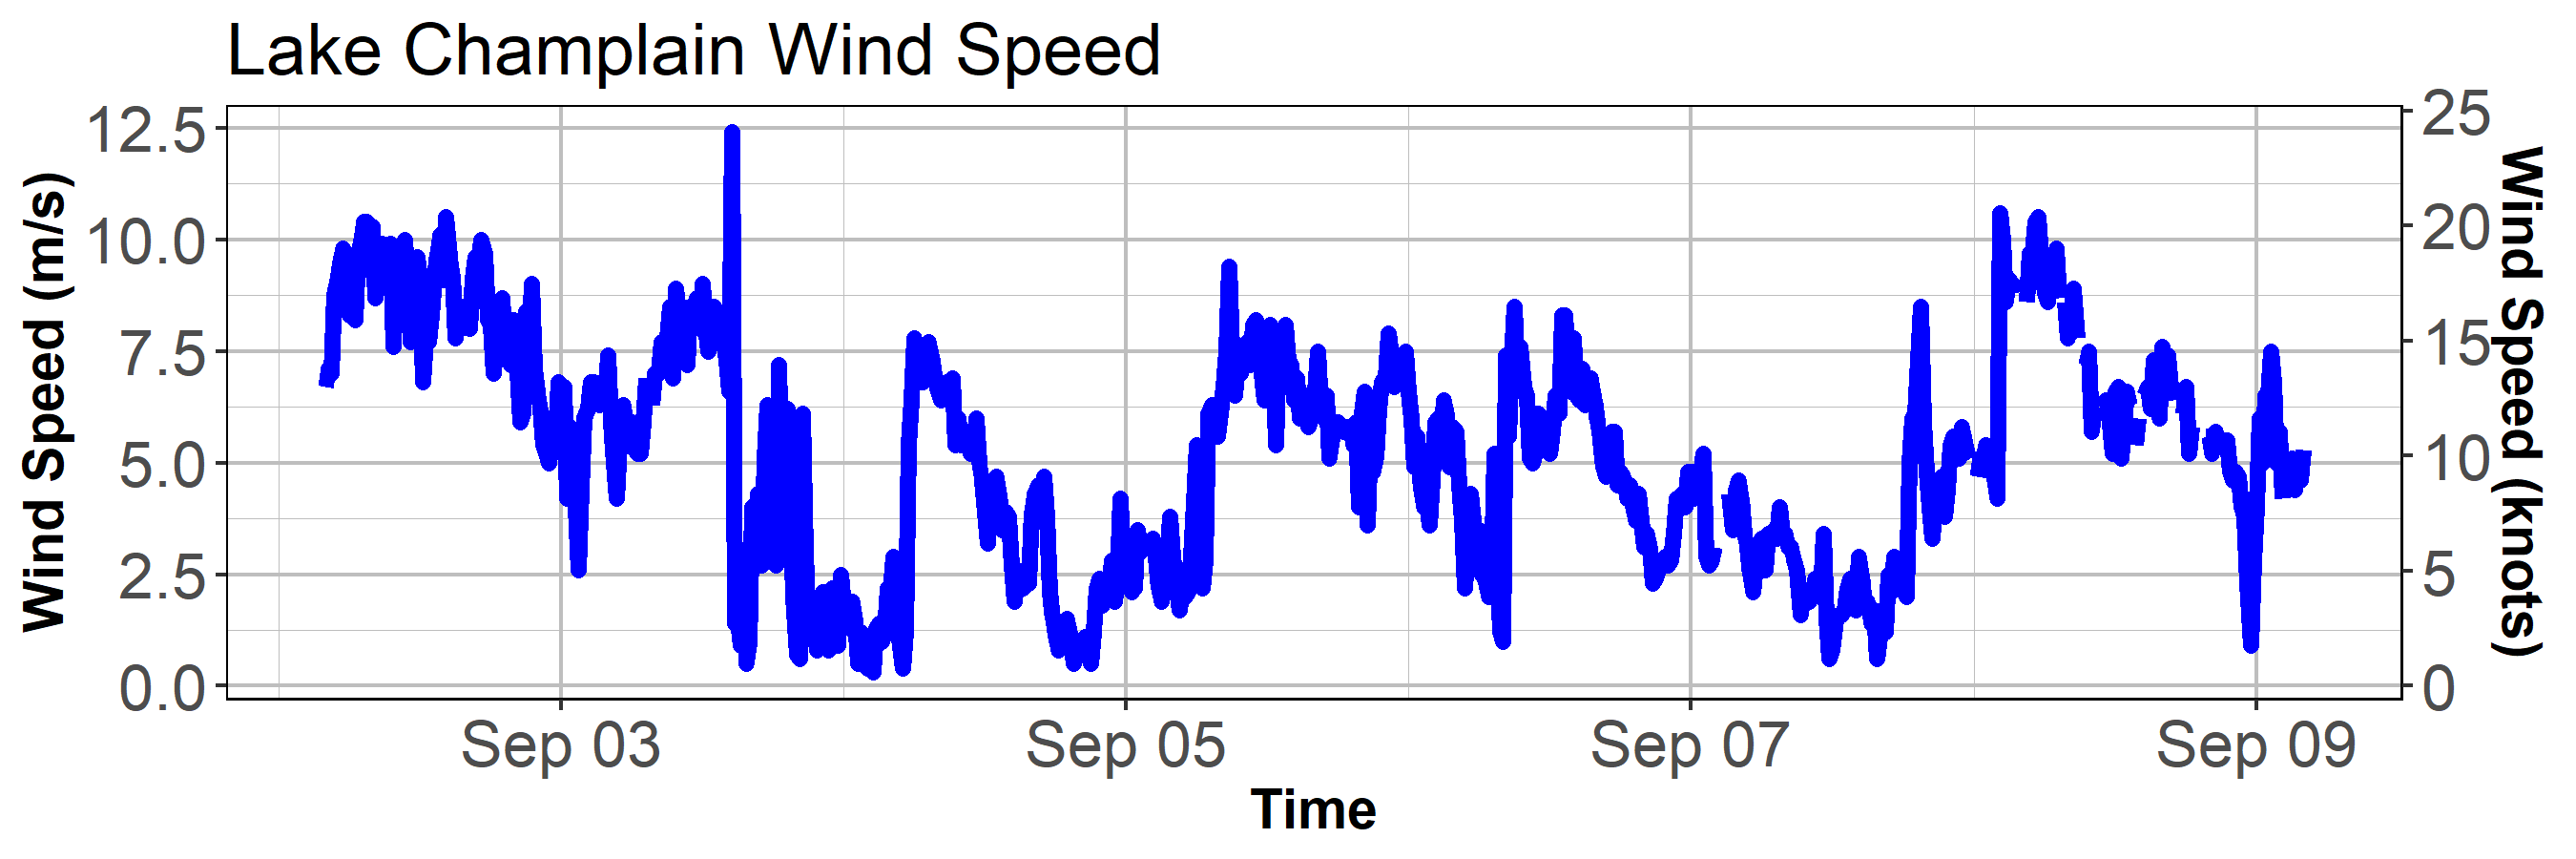 Lake Champlain Wind Speed
12.5
10.0
7.5
5.0
2.5
0.0
Wind Speed (m/s)
25
20
15
10
5
0
Wind Speed (knots)
Sep 03 Sep 05 Sep 07 Sep 09
Time